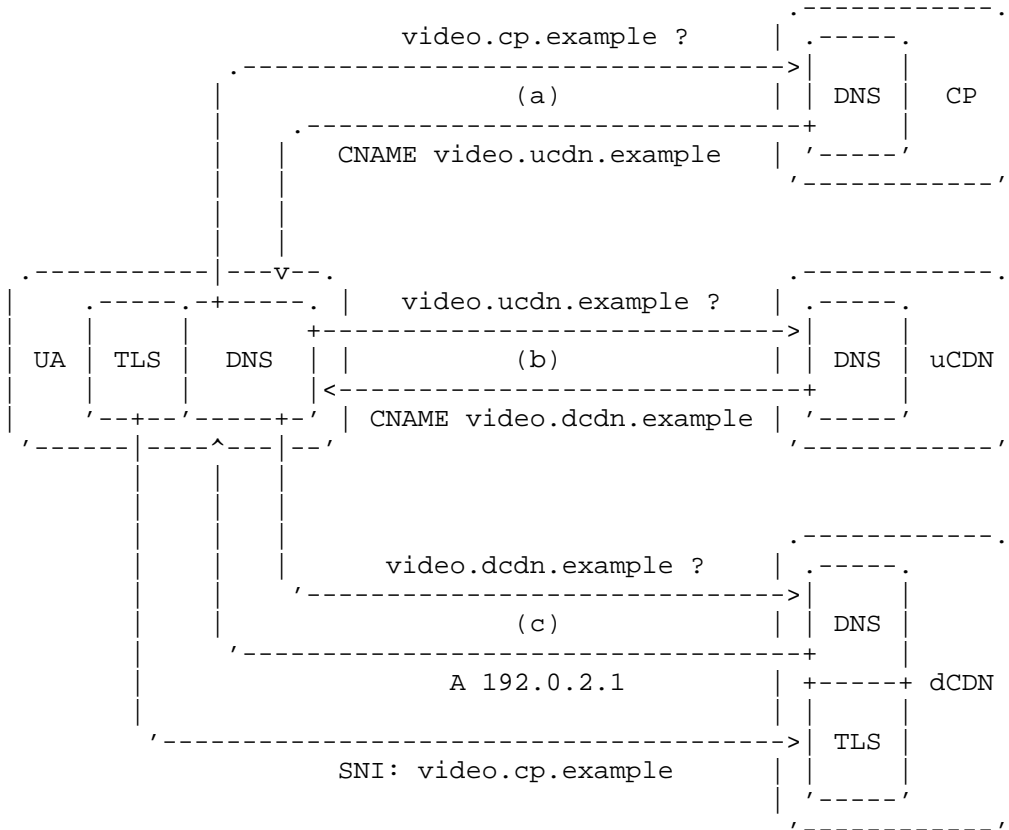 video.cp.example ?
(a) DNS CP
CNAME video.ucdn.example
video.ucdn.example ?
UA TLS DNS (b) DNS uCDN
CNAME video.dcdn.example
video.dcdn.example ?
(c) DNS
A 192.0.2.1 dCDN
TLS
SNI: video.cp.example